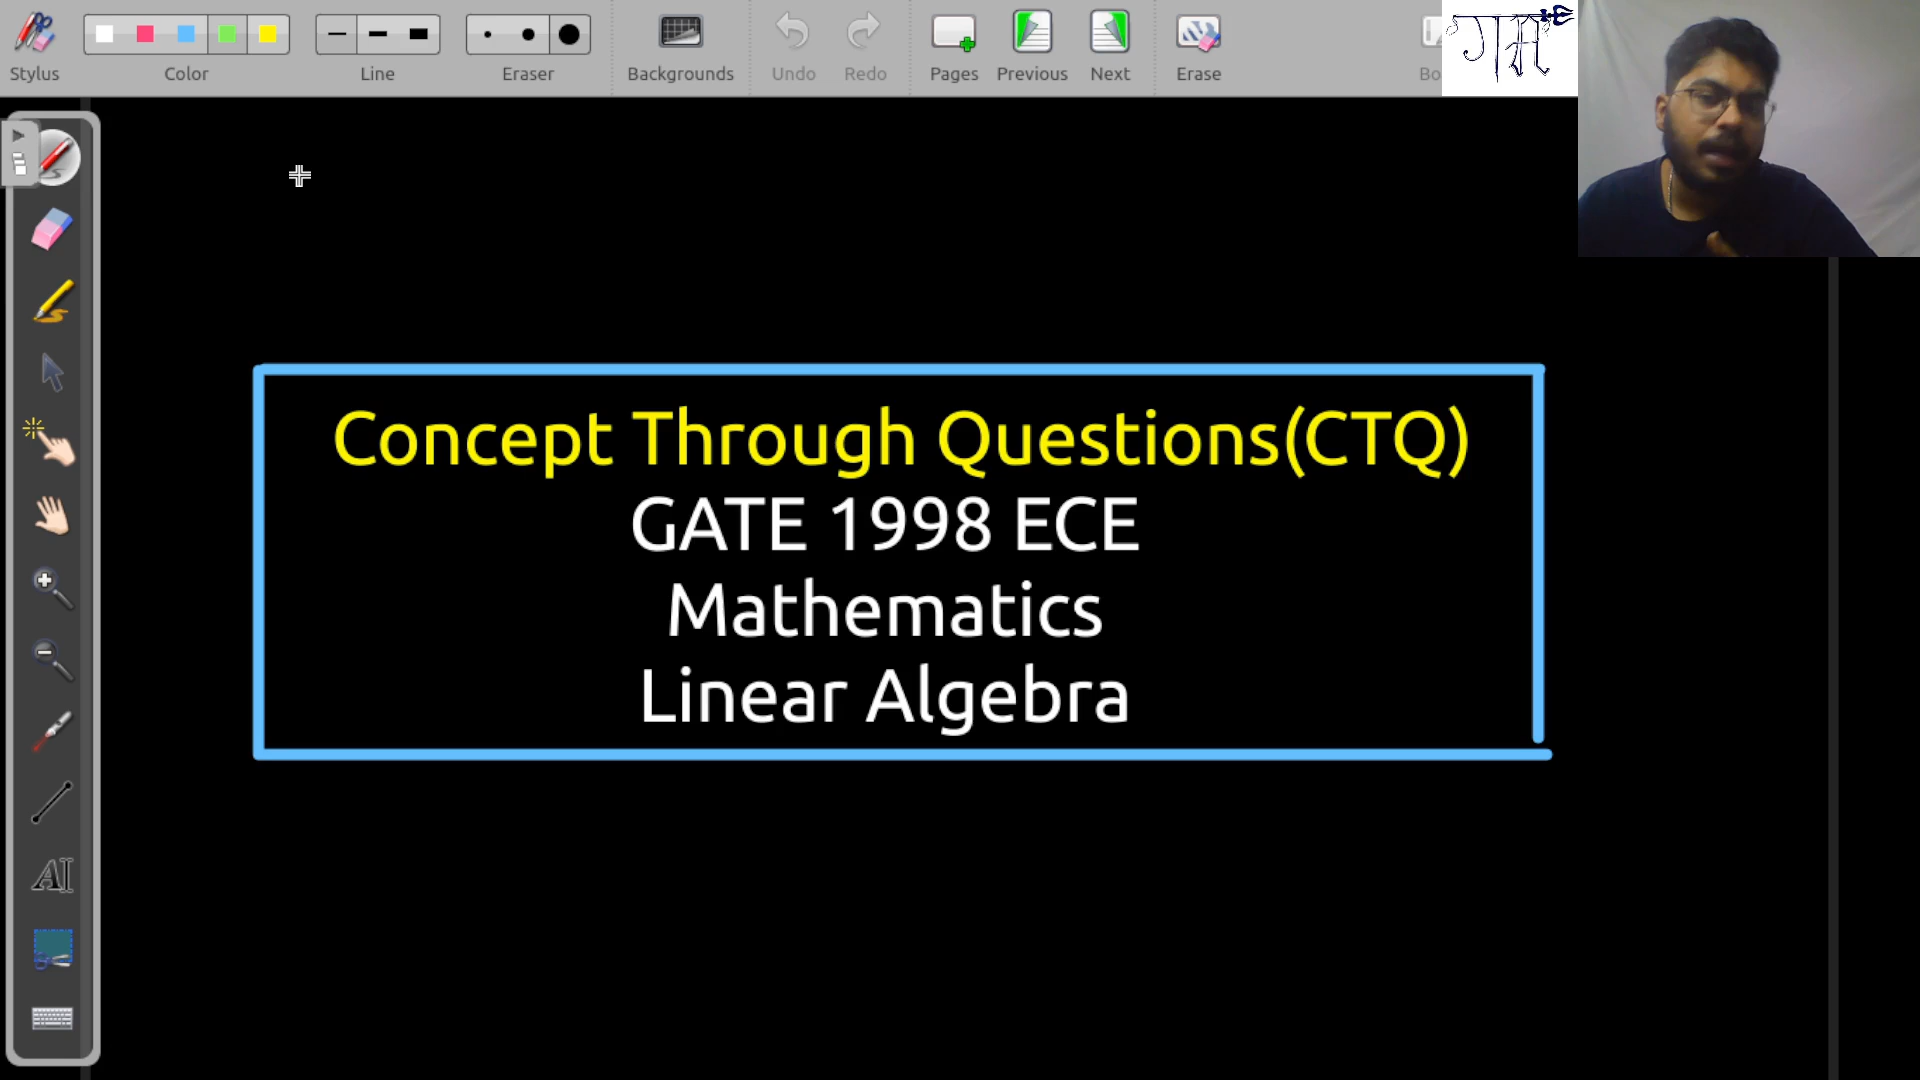 Stylus Color Line Eraser Backgrounds Undo Redo Pages Previous Next Erase Bo
Concept Through Questions(CTQ)
GATE 1998 ECE
Mathematics
Linear Algebra